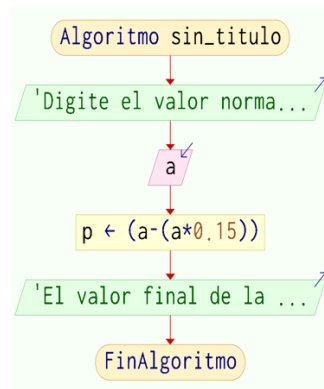 Algoritmo sin_titulo
'Digite el valor norma...
a
p ← (a-(a*0.15))
'El valor final de la ...
FinAlgoritmo